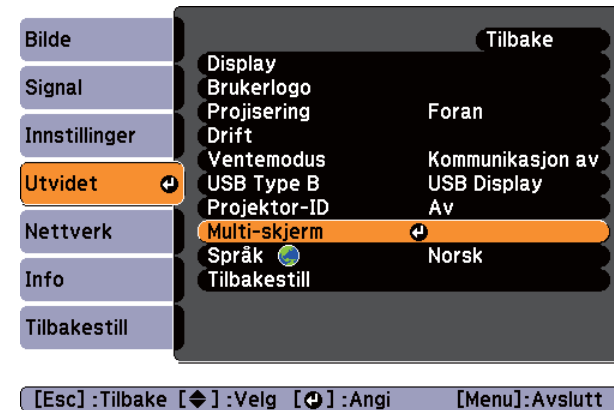 Bilde
Signal
Innstillinger
Utvidet
Nettverk
Info
Tilbakestill
Tilbake
Display
Brukerlogo
Projisering Foran
Drift
Ventemodus Kommunikasjon av
USB Type B USB Display
Projektor-ID Av
Multi-skjerm
Språk Norsk
Tilbakestill
[Esc] :Tilbake [◆] :Velg [⏎] :Angi [Menu]:Avslutt